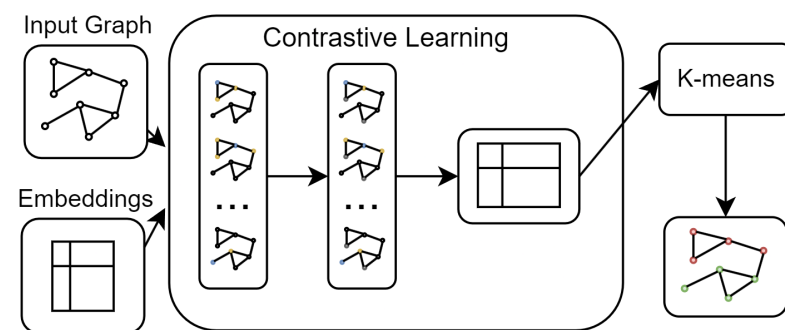 Input Graph
Contrastive Learning
K-means
Embeddings
...
...